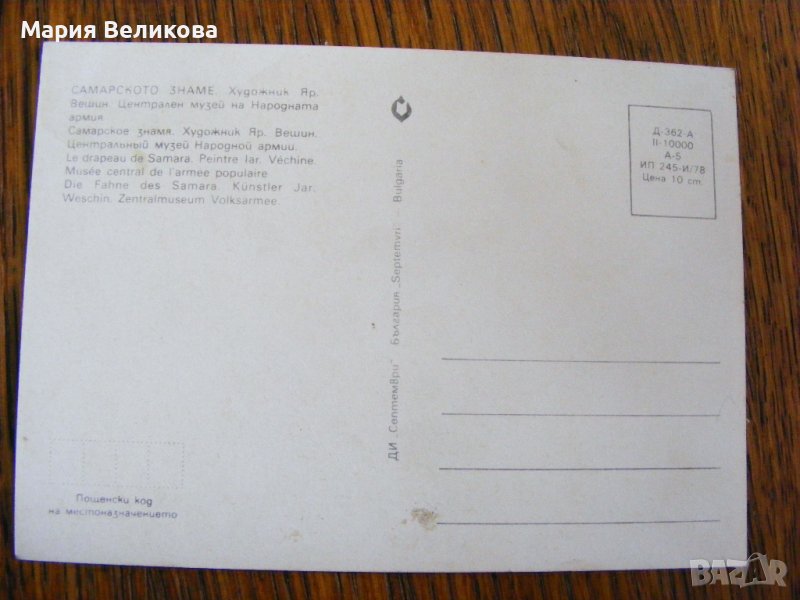 Мария Великова
САМАРСКОТО ЗНАМЕ. Художник Яр.
Вешин. Централен музей на Народната
армия
Самарское знамя. Художник Яр. Вешин.
Центральный музей Народной армии.
Le drapeau de Samara. Peintre Iar. Véchine.
Musée central de l'armée populaire
Die Fahne des Samara. Künstler Jar.
Weschin. Zentralmuseum Volksarmee.
Пощенски код
на местоназначението
ДИ „Септември" България „Septemvri" - Bulgaria
Д-362-А
II-10000
А-5
ИП 245-И/78
Цена 10 ст.
BAZAR